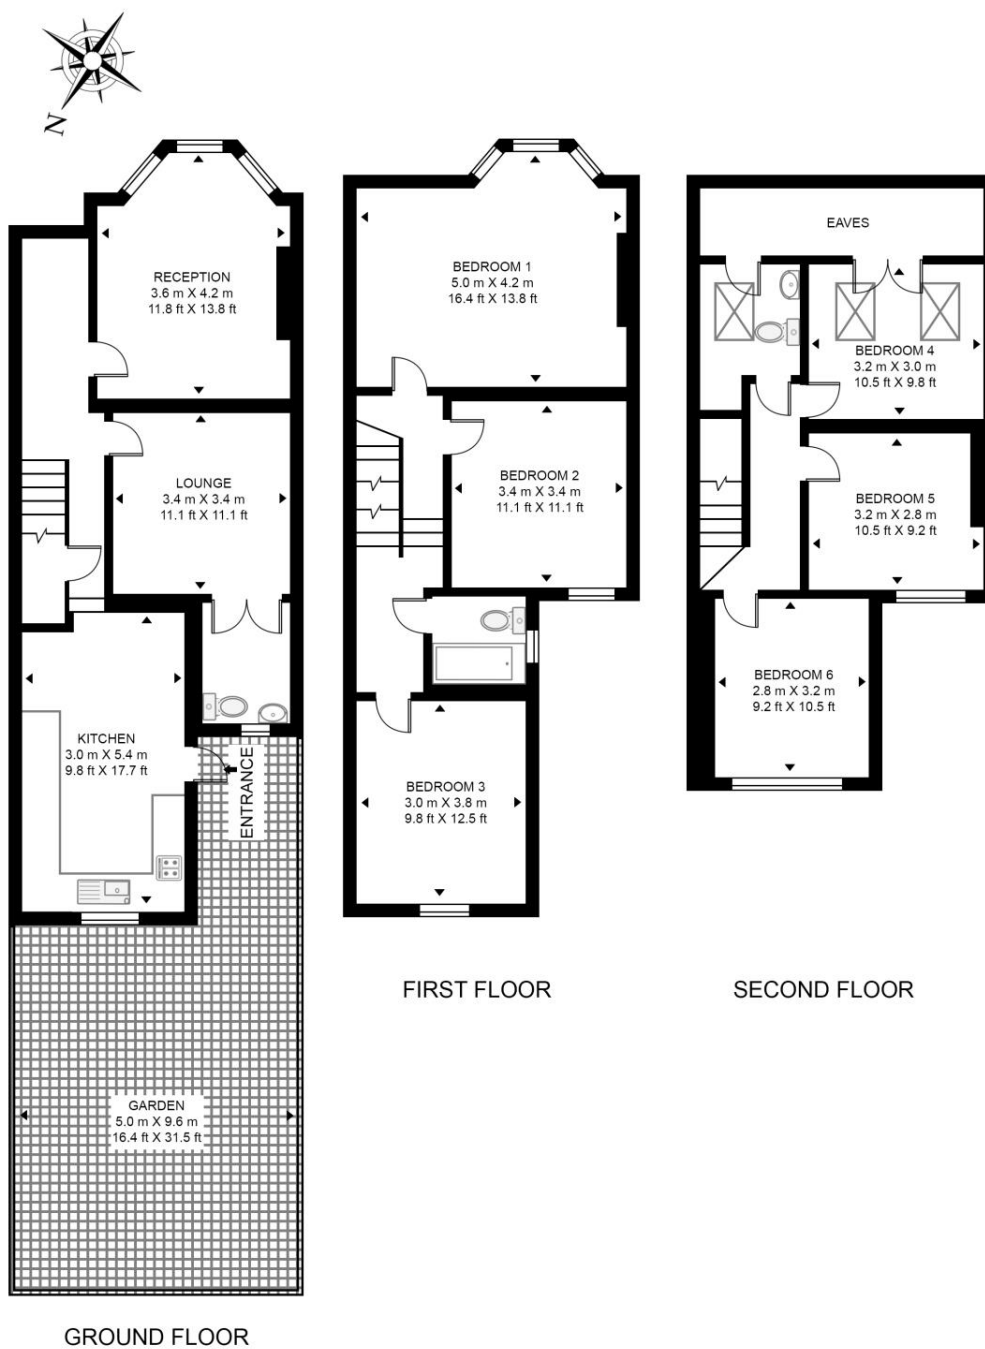 N
RECEPTION
3.6 m X 4.2 m
11.8 ft X 13.8 ft
LOUNGE
3.4 m X 3.4 m
11.1 ft X 11.1 ft
KITCHEN
3.0 m X 5.4 m
9.8 ft X 17.7 ft
ENTRANCE
GARDEN
5.0 m X 9.6 m
16.4 ft X 31.5 ft
GROUND FLOOR
BEDROOM 1
5.0 m X 4.2 m
16.4 ft X 13.8 ft
BEDROOM 2
3.4 m X 3.4 m
11.1 ft X 11.1 ft
BEDROOM 3
3.0 m X 3.8 m
9.8 ft X 12.5 ft
FIRST FLOOR
EAVES
BEDROOM 4
3.2 m X 3.0 m
10.5 ft X 9.8 ft
BEDROOM 5
3.2 m X 2.8 m
10.5 ft X 9.2 ft
BEDROOM 6
2.8 m X 3.2 m
9.2 ft X 10.5 ft
SECOND FLOOR